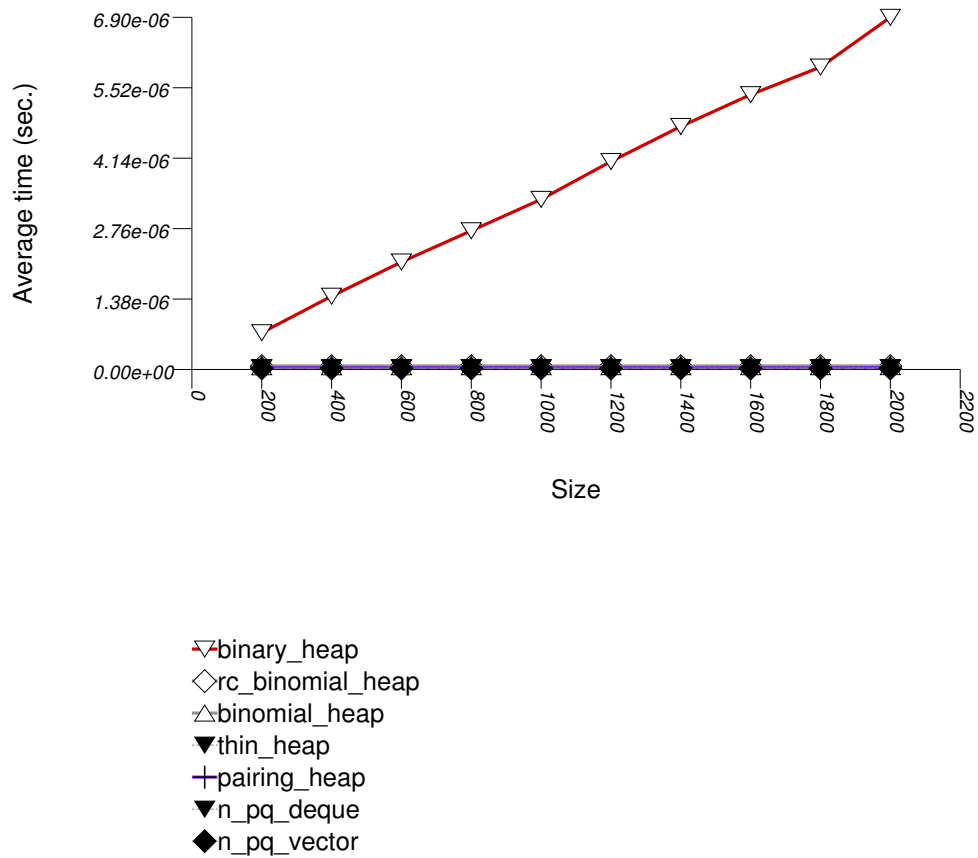 6.90e-06
5.52e-06
4.14e-06
2.76e-06
1.38e-06
0.00e+00
Average time (sec.)
0
200
400
600
800
1000
1200
1400
1600
1800
2000
2200
Size
binary_heap
rc_binomial_heap
binomial_heap
thin_heap
pairing_heap
n_pq_deque
n_pq_vector